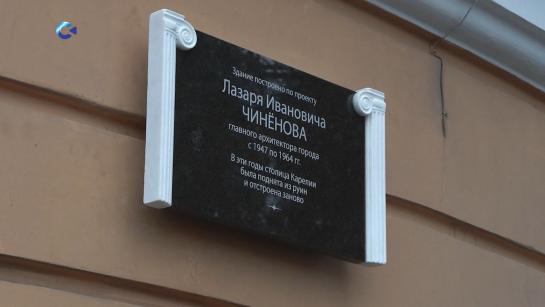 Здание построено по проекту
Лазаря Ивановича
ЧИНЁНОВА
главного архитектора города
с 1947 по 1964 гг.
В эти годы столица Карелии
была поднята из руин
и отстроена заново